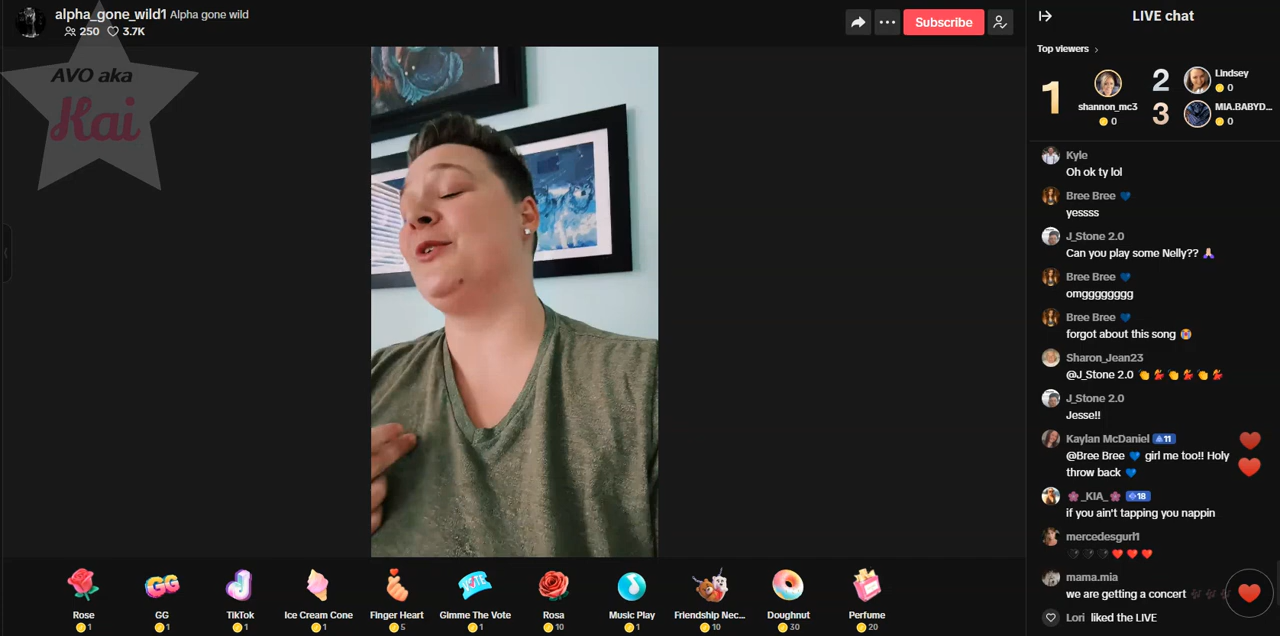 alpha_gone_wild1 Alpha gone wild
250 3.7K
AVO aka
Kai
Subscribe
LIVE chat
Top viewers
1
shannon_mc3
0
2
Lindsey
0
3
MIA.BABYD...
0
Kyle
Oh ok ty lol
Bree Bree 💙
yessss
J_Stone 2.0
Can you play some Nelly?? 🙏🏻
Bree Bree 💙
omgggggggg
Bree Bree 💙
forgot about this song 😭
Sharon_Jean23
@J_Stone 2.0 👏 💃 👏 💃 👏 💃
J_Stone 2.0
Jesse!!
Kaylan McDaniel 11
@Bree Bree 💙 girl me too!! Holy
throw back 💙
🌸_KIA_🌸 18
if you ain't tapping you nappin
mercedesgurl1
🖤 🖤 🖤 ❤️ ❤️ ❤️
mama.mia
we are getting a concert
Lori liked the LIVE
GG
VOTE
Rose
1
GG
1
TikTok
1
Ice Cream Cone
1
Finger Heart
5
Gimme The Vote
1
Rosa
10
Music Play
1
Friendship Nec...
10
Doughnut
30
Perfume
20